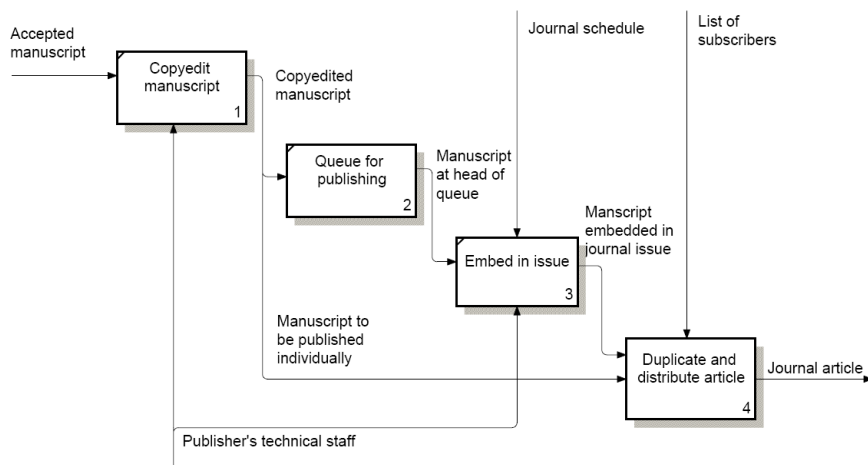 Accepted
manuscript
Copyedit
manuscript
1
Copyedited
manuscript
Journal schedule
List of
subscribers
Queue for
publishing
2
Manuscript
at head of
queue
Embed in issue
3
Manscript
embedded in
journal issue
Manuscript to
be published
individually
Duplicate and
distribute article
4
Journal article
Publisher's technical staff